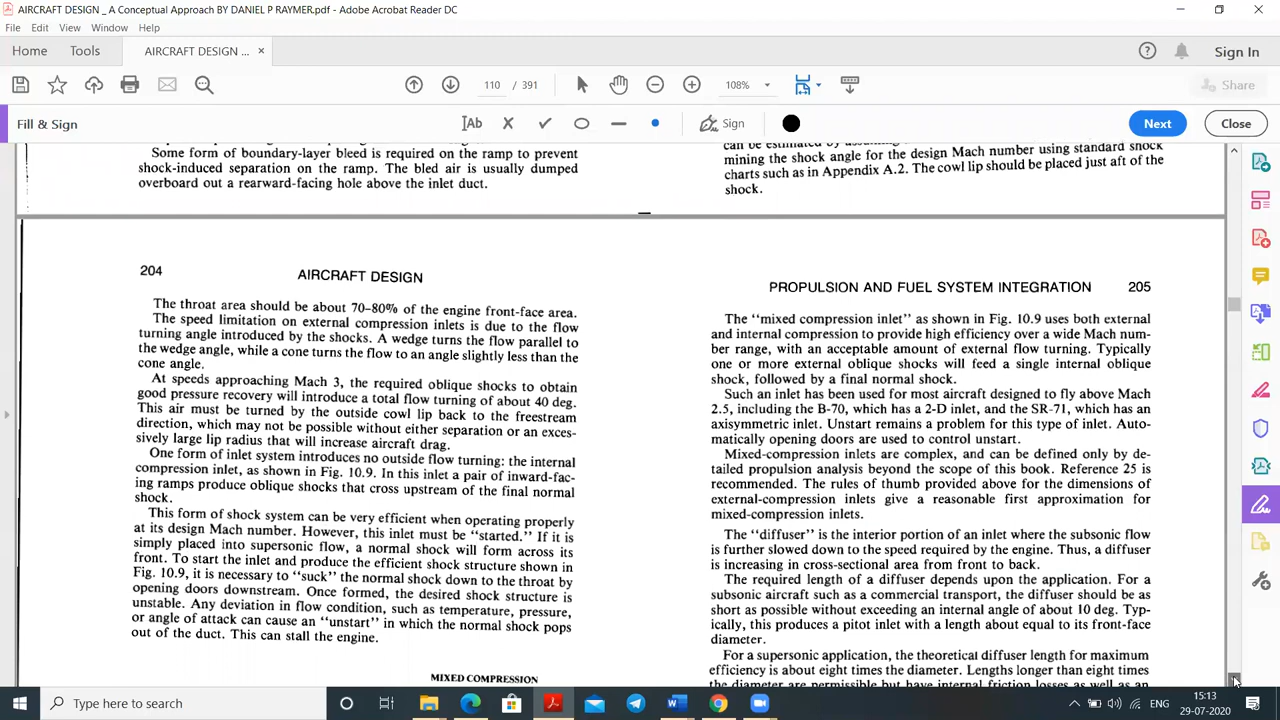 AIRCRAFT DESIGN _ A Conceptual Approach BY DANIEL P RAYMER.pdf - Adobe Acrobat Reader DC
File Edit View Window Help
Home Tools AIRCRAFT DESIGN ... × Sign In
110 / 391 108% Share
Fill & Sign Ab Sign Next Close
Some form of boundary-layer bleed is required on the ramp to prevent
shock-induced separation on the ramp. The bled air is usually dumped
overboard out a rearward-facing hole above the inlet duct.
can be estimated by
mining the shock angle for the design Mach number using standard shock
charts such as in Appendix A.2. The cowl lip should be placed just aft of the
shock.
204 AIRCRAFT DESIGN
The throat area should be about 70–80% of the engine front-face area.
The speed limitation on external compression inlets is due to the flow
turning angle introduced by the shocks. A wedge turns the flow parallel to
the wedge angle, while a cone turns the flow to an angle slightly less than the
cone angle.
At speeds approaching Mach 3, the required oblique shocks to obtain
good pressure recovery will introduce a total flow turning of about 40 deg.
This air must be turned by the outside cowl lip back to the freestream
direction, which may not be possible without either separation or an exces-
sively large lip radius that will increase aircraft drag.
One form of inlet system introduces no outside flow turning: the internal
compression inlet, as shown in Fig. 10.9. In this inlet a pair of inward-fac-
ing ramps produce oblique shocks that cross upstream of the final normal
shock.
This form of shock system can be very efficient when operating properly
at its design Mach number. However, this inlet must be "started." If it is
simply placed into supersonic flow, a normal shock will form across its
front. To start the inlet and produce the efficient shock structure shown in
Fig. 10.9, it is necessary to "suck" the normal shock down to the throat by
opening doors downstream. Once formed, the desired shock structure is
unstable. Any deviation in flow condition, such as temperature, pressure,
or angle of attack can cause an "unstart" in which the normal shock pops
out of the duct. This can stall the engine.
MIXED COMPRESSION
PROPULSION AND FUEL SYSTEM INTEGRATION 205
The "mixed compression inlet" as shown in Fig. 10.9 uses both external
and internal compression to provide high efficiency over a wide Mach num-
ber range, with an acceptable amount of external flow turning. Typically
one or more external oblique shocks will feed a single internal oblique
shock, followed by a final normal shock.
Such an inlet has been used for most aircraft designed to fly above Mach
2.5, including the B-70, which has a 2-D inlet, and the SR-71, which has an
axisymmetric inlet. Unstart remains a problem for this type of inlet. Auto-
matically opening doors are used to control unstart.
Mixed-compression inlets are complex, and can be defined only by de-
tailed propulsion analysis beyond the scope of this book. Reference 25 is
recommended. The rules of thumb provided above for the dimensions of
external-compression inlets give a reasonable first approximation for
mixed-compression inlets.
The "diffuser" is the interior portion of an inlet where the subsonic flow
is further slowed down to the speed required by the engine. Thus, a diffuser
is increasing in cross-sectional area from front to back.
The required length of a diffuser depends upon the application. For a
subsonic aircraft such as a commercial transport, the diffuser should be as
short as possible without exceeding an internal angle of about 10 deg. Typ-
ically, this produces a pitot inlet with a length about equal to its front-face
diameter.
For a supersonic application, the theoretical diffuser length for maximum
efficiency is about eight times the diameter. Lengths longer than eight times
the diameter are permissible but have internal friction losses as well as an
Type here to search ENG 15:13
29-07-2020